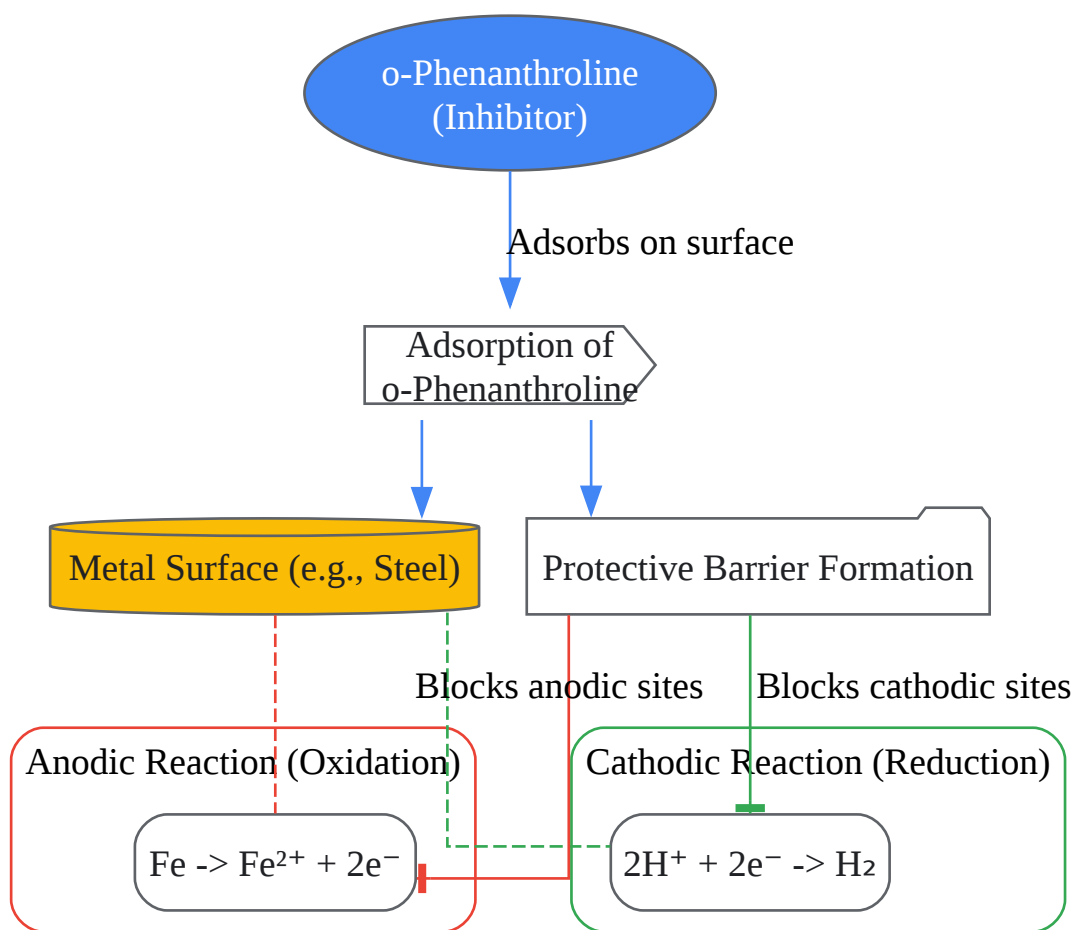 o-Phenanthroline
(Inhibitor)
Adsorbs on surface
Adsorption of
o-Phenanthroline
Metal Surface (e.g., Steel)
Protective Barrier Formation
Blocks anodic sites
Blocks cathodic sites
Anodic Reaction (Oxidation)
Cathodic Reaction (Reduction)
Fe -> Fe²⁺ + 2e⁻
2H⁺ + 2e⁻ -> H₂